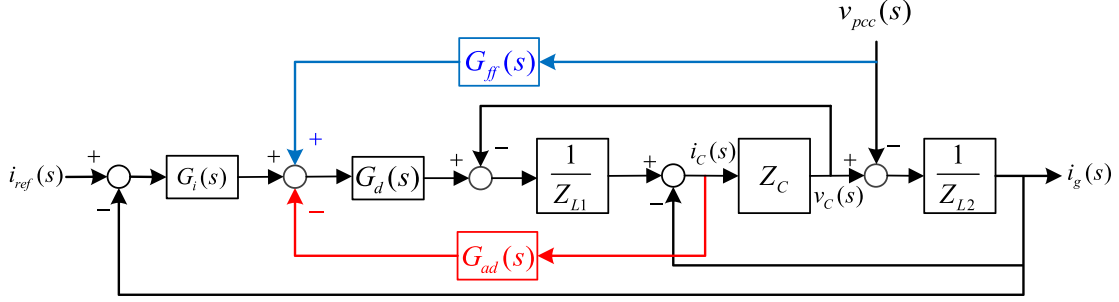 v_pcc(s)
G_ff(s)
i_ref(s)
+
−
G_i(s)
+
+
−
G_d(s)
+
−
1
Z_L1
+
−
i_C(s)
Z_C
v_C(s)
+
−
1
Z_L2
i_g(s)
G_ad(s)